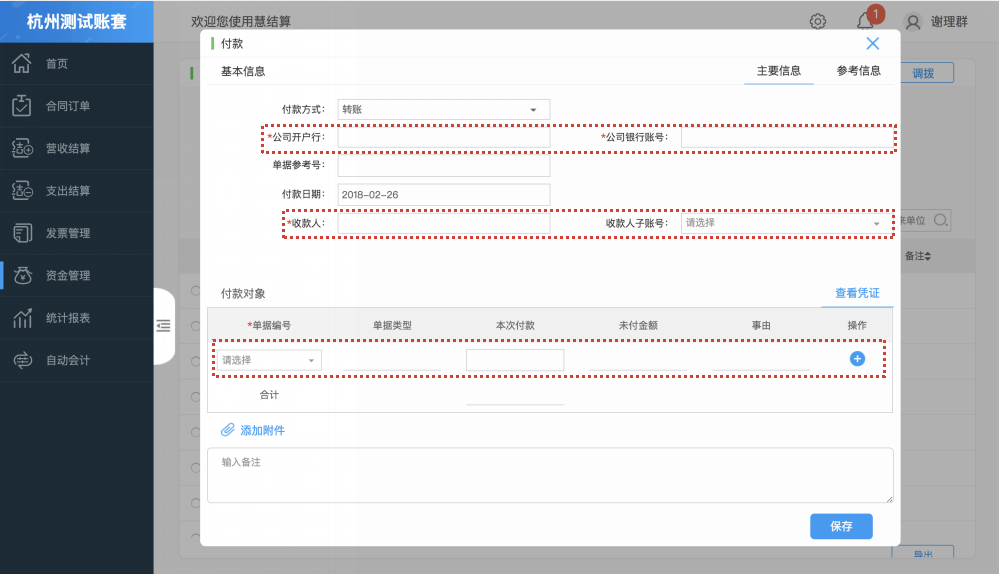 杭州测试账套
欢迎您使用慧结算
1
谢理群
首页
合同订单
营收结算
支出结算
发票管理
资金管理
统计报表
自动会计
调拨
来单位
备注
导出
付款
基本信息
主要信息
参考信息
付款方式: 转账
*公司开户行: *公司银行账号:
单据参考号:
付款日期: 2018-02-26
*收款人: 收款人子账号: 请选择
付款对象
查看凭证
*单据编号 单据类型 本次付款 未付金额 事由 操作
请选择
合计
添加附件
输入备注
保存